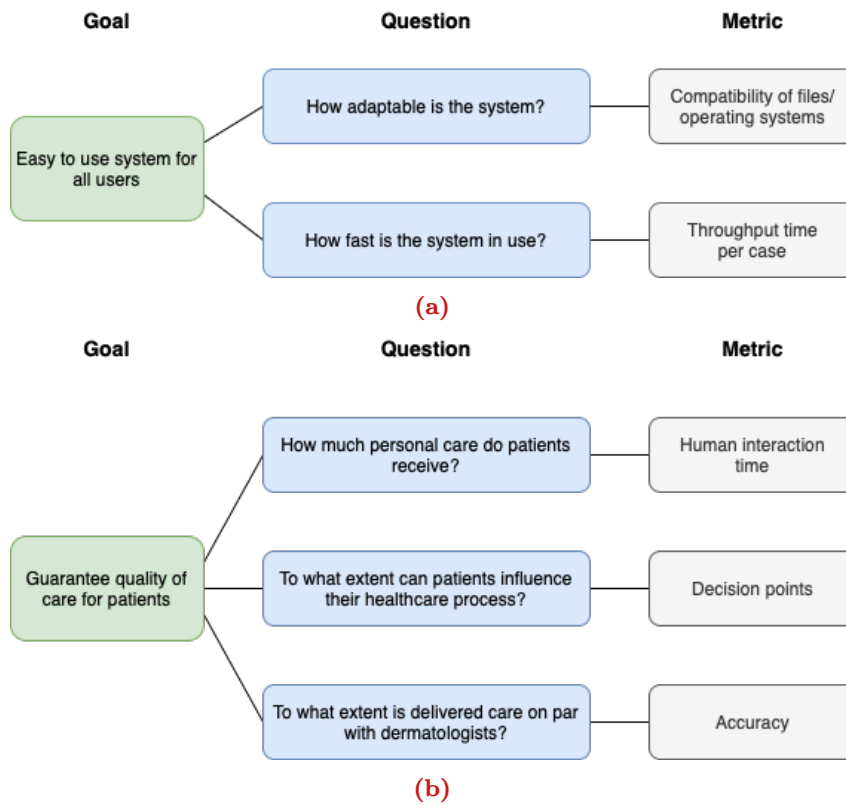 Goal Question Metric
How adaptable is the system?
Compatibility of files/
operating systems
Easy to use system for
all users
How fast is the system in use?
Throughput time
per case
(a)
Goal Question Metric
How much personal care do patients
receive?
Human interaction
time
Guarantee quality of
care for patients
To what extent can patients influence
their healthcare process?
Decision points
To what extent is delivered care on par
with dermatologists?
Accuracy
(b)